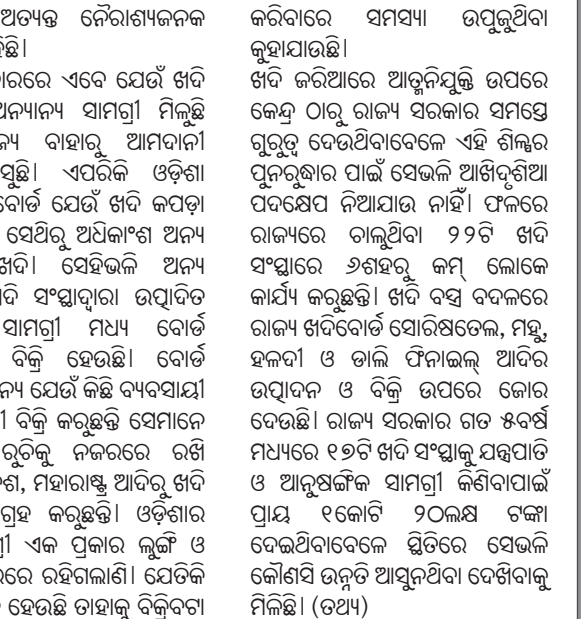 ଅତ୍ୟନ୍ତ ନୈରାଶ୍ୟଜନକ
ଏବେ ଯେଉଁ ଖଦି
ସାମଗ୍ରୀ ମିଳୁଛି
ବାହାରୁ ଆମଦାନୀ
ଏପରିକି ଓଡ଼ିଶା
ଯେଉଁ ଖଦି କପଡ଼ା
ସେଥିରୁ ଅଧିକାଂଶ ଅନ୍ୟ
ଖଦି। ସେହିଭଳି ଅନ୍ୟ
ସଂସ୍ଥାଦ୍ୱାରା ଉତ୍ପାଦିତ
ସାମଗ୍ରୀ ମଧ୍ୟ ବୋର୍ଡ
ବିକ୍ରି ହେଉଛି। ବୋର୍ଡ
ଯେଉଁ କିଛି ବ୍ୟବସାୟୀ
ବିକ୍ରି କରୁଛନ୍ତି ସେମାନେ
ରୁଚିକୁ ନଜରରେ ରଖି
ମହାରାଷ୍ଟ୍ର ଆଦିରୁ ଖଦି
କରୁଛନ୍ତି। ଓଡ଼ିଶାର
ଏକ ପ୍ରକାର ଲୁଙ୍ଗି ଓ
ରହିଗଲାଣି। ଯେତିକି
ହେଉଛି ତାହାକୁ ବିକ୍ରିବଟା
କରିବାରେ ସମସ୍ୟା ଉପୁଜୁଥିବା
କୁହାଯାଉଛି।
ଖଦି ଜରିଆରେ ଆତ୍ମନିଯୁକ୍ତି ଉପରେ
କେନ୍ଦ୍ର ଠାରୁ ରାଜ୍ୟ ସରକାର ସମସ୍ତେ
ଗୁରୁତ୍ୱ ଦେଉଥିବାବେଳେ ଏହି ଶିଳ୍ପର
ପୁନରୁଦ୍ଧାର ପାଇଁ ସେଭଳି ଆଖିଦୃଶିଆ
ପଦକ୍ଷେପ ନିଆଯାଉ ନାହିଁ। ଫଳରେ
ରାଜ୍ୟରେ ଚାଲୁଥିବା ୨୨ଟି ଖଦି
ସଂସ୍ଥାରେ ୬ଶହରୁ କମ୍ ଲୋକେ
କାର୍ଯ୍ୟ କରୁଛନ୍ତି। ଖଦି ବସ୍ତ୍ର ବଦଳରେ
ରାଜ୍ୟ ଖଦିବୋର୍ଡ ସୋରିଷତେଲ, ମହୁ,
ହଳଦୀ ଓ ଡାଲି ଫିନାଇଲ୍ ଆଦିର
ଉତ୍ପାଦନ ଓ ବିକ୍ରି ଉପରେ ଜୋର
ଦେଉଛି। ରାଜ୍ୟ ସରକାର ଗତ ୫ବର୍ଷ
ମଧ୍ୟରେ ୧୭ଟି ଖଦି ସଂସ୍ଥାକୁ ଯନ୍ତ୍ରପାତି
ଓ ଆନୁଷଙ୍ଗିକ ସାମଗ୍ରୀ କିଣିବାପାଇଁ
ପ୍ରାୟ ୧କୋଟି ୨୦ଲକ୍ଷ ଟଙ୍କା
ଦେଇଥିବାବେଳେ ସ୍ଥିତିରେ ସେଭଳି
କୌଣସି ଉନ୍ନତି ଆସୁନଥିବା ଦେଖିବାକୁ
ମିଳିଛି। (ତଥ୍ୟ)